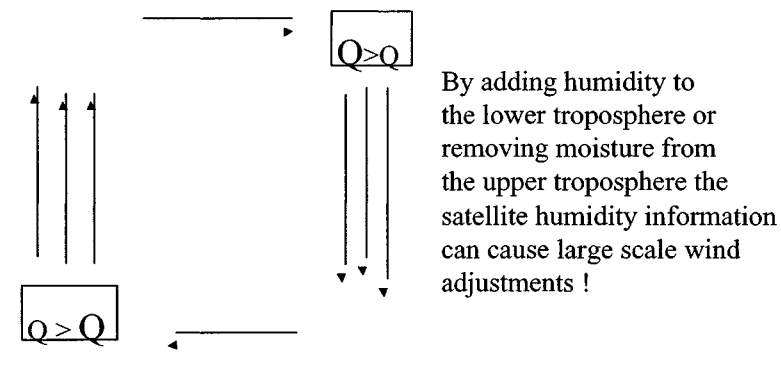 Q>Q
By adding humidity to
the lower troposphere or
removing moisture from
the upper troposphere the
satellite humidity information
can cause large scale wind
adjustments !
Q > Q